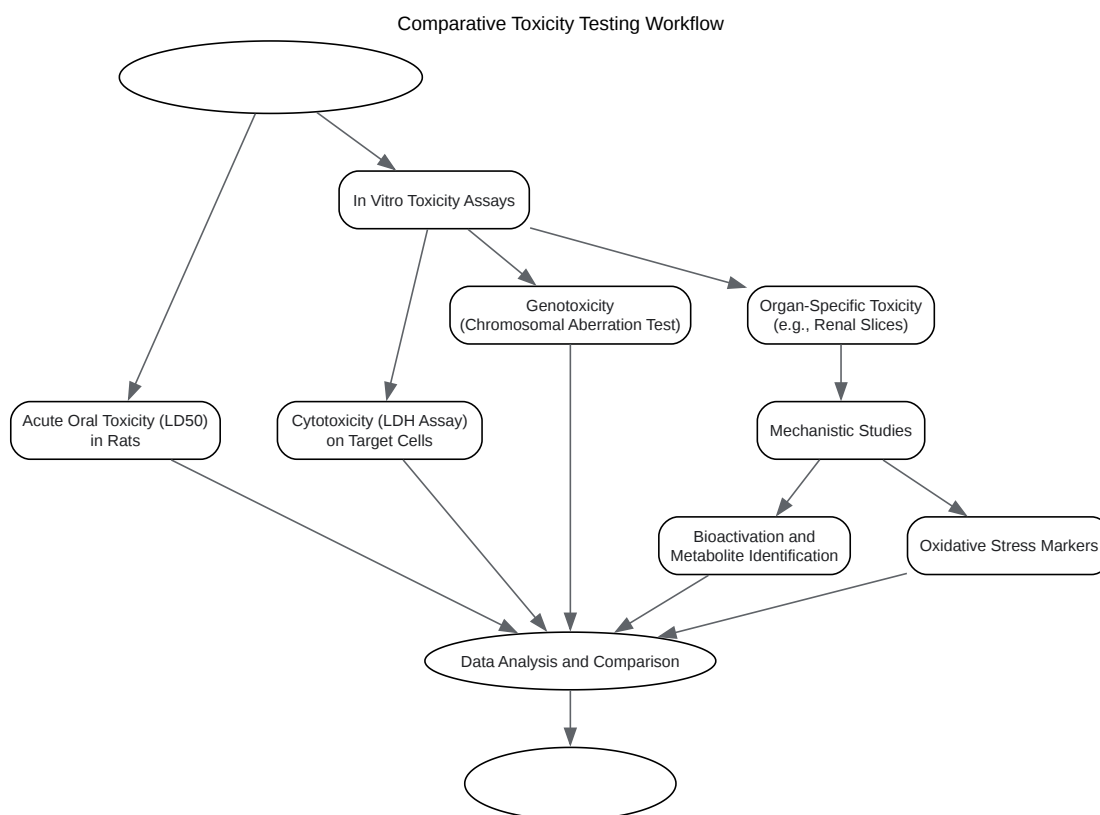 Comparative Toxicity Testing Workflow
In Vitro Toxicity Assays
Genotoxicity
(Chromosomal Aberration Test)
Organ-Specific Toxicity
(e.g., Renal Slices)
Acute Oral Toxicity (LD50)
in Rats
Cytotoxicity (LDH Assay)
on Target Cells
Mechanistic Studies
Bioactivation and
Metabolite Identification
Oxidative Stress Markers
Data Analysis and Comparison